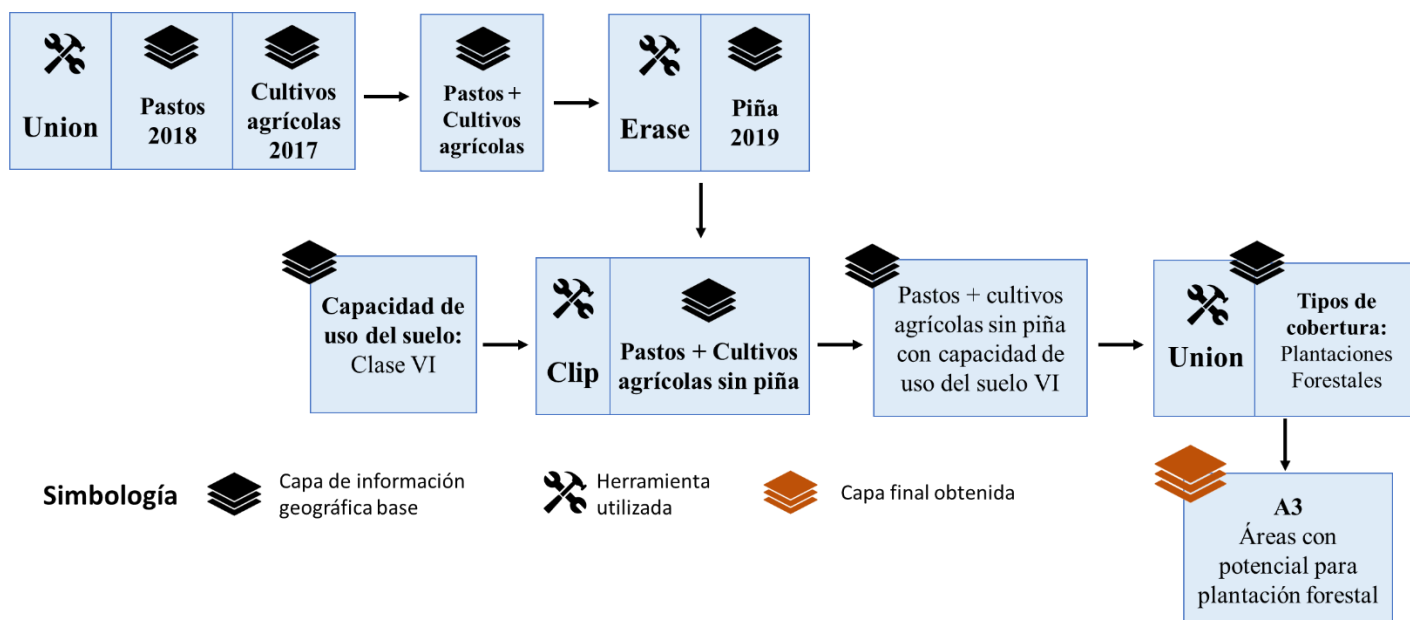 Union
Pastos
2018
Cultivos
agrícolas
2017
Pastos +
Cultivos
agrícolas
Erase
Piña
2019
Capacidad de
uso del suelo:
Clase VI
Clip
Pastos + Cultivos
agrícolas sin piña
Pastos + cultivos
agrícolas sin piña
con capacidad de
uso del suelo VI
Union
Tipos de
cobertura:
Plantaciones
Forestales
Simbología
Capa de información
geográfica base
Herramienta
utilizada
Capa final obtenida
A3
Áreas con
potencial para
plantación forestal